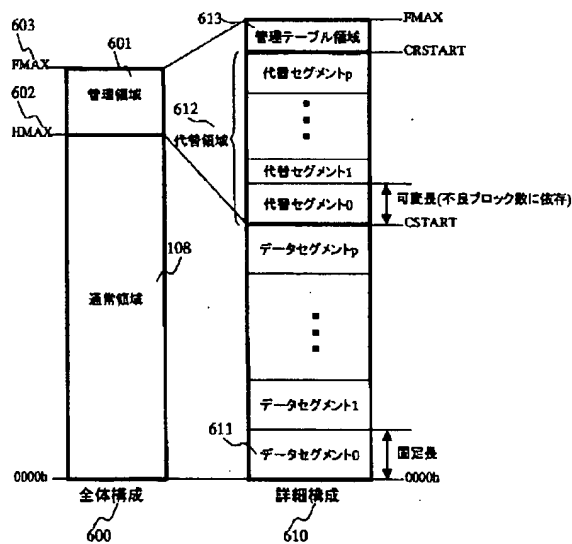 603
FMAX
602
HMAX
601
管理領域
108
通常領域
0000h
全体構成
600
613
管理テーブル領域
FMAX
CRSTART
612
代替領域
代替セグメントp
代替セグメント1
代替セグメント0
可変長(不良ブロック数に依存)
CSTART
データセグメントp
データセグメント1
611
データセグメント0
固定長
0000h
詳細構成
610